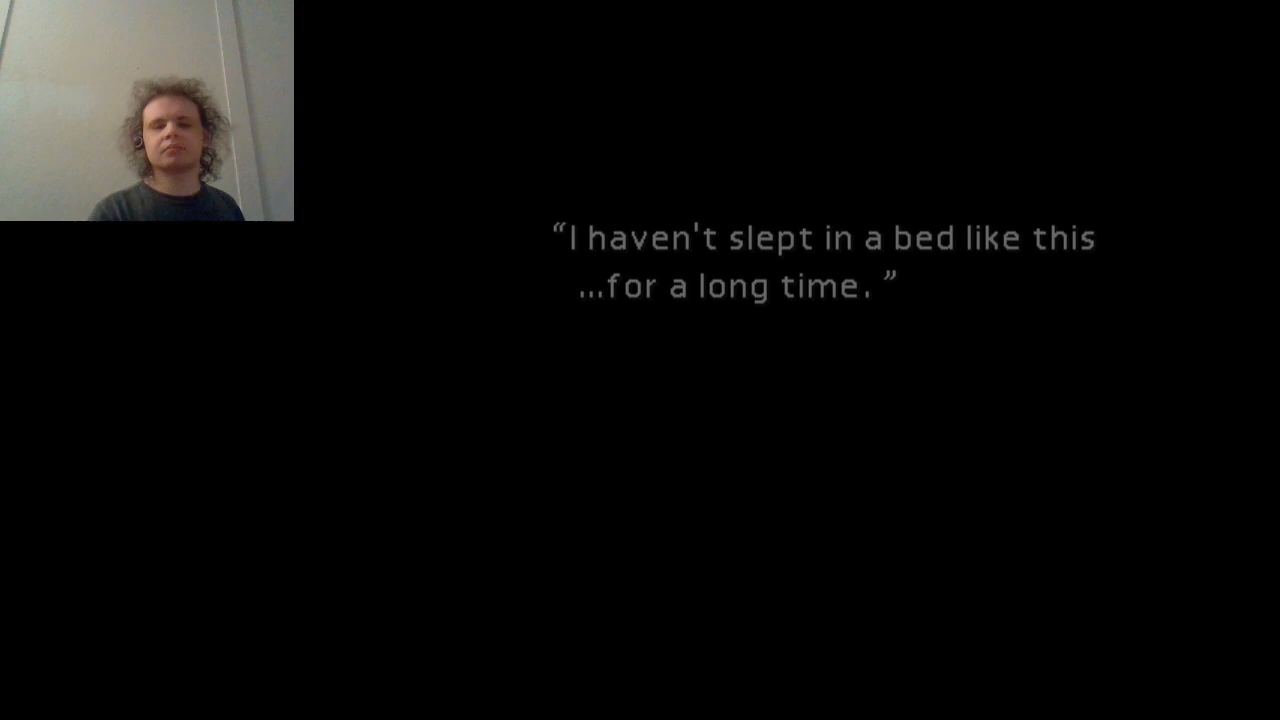 “I haven't slept in a bed like this
...for a long time. ”